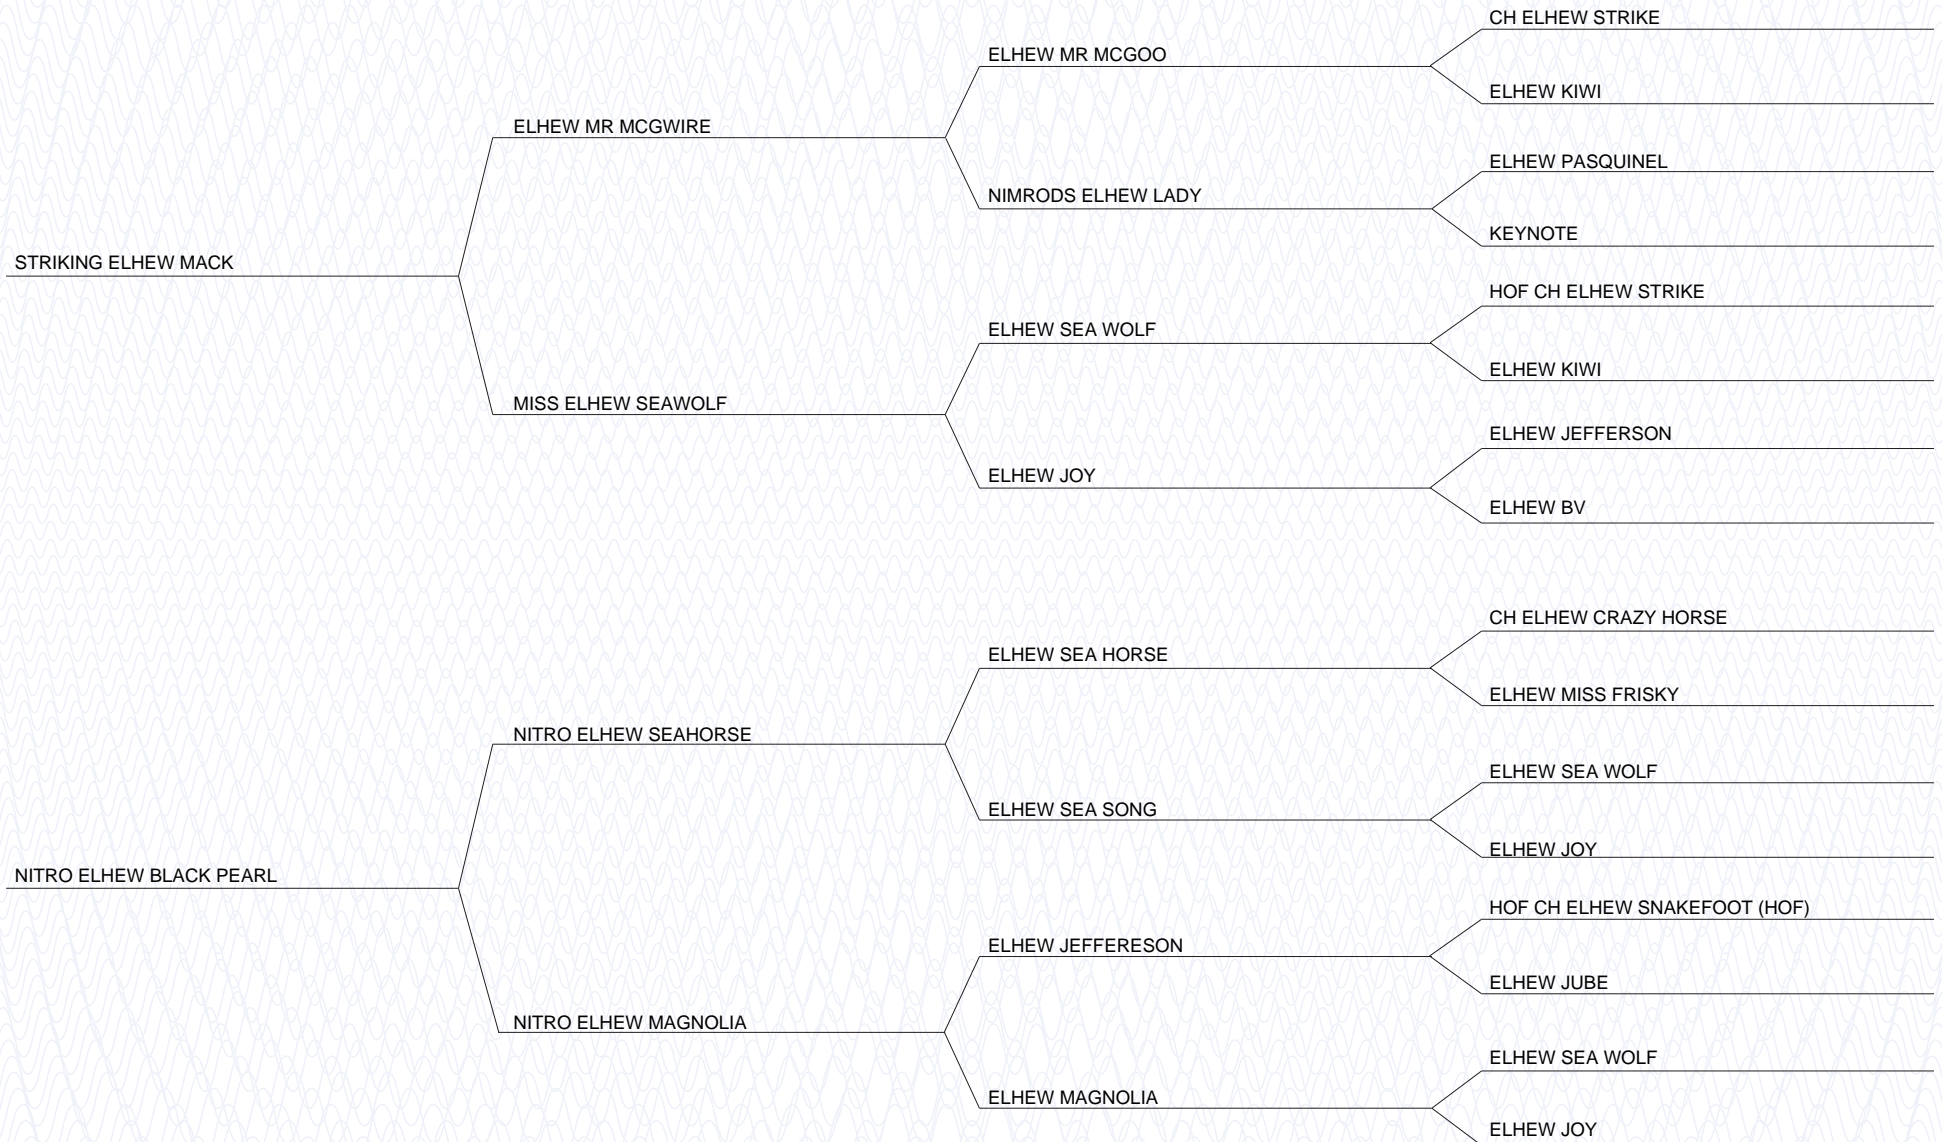 CH ELHEW STRIKE
ELHEW MR MCGOO
ELHEW KIWI
ELHEW MR MCGWIRE
ELHEW PASQUINEL
NIMRODS ELHEW LADY
KEYNOTE
STRIKING ELHEW MACK
HOF CH ELHEW STRIKE
ELHEW SEA WOLF
ELHEW KIWI
MISS ELHEW SEAWOLF
ELHEW JEFFERSON
ELHEW JOY
ELHEW BV
CH ELHEW CRAZY HORSE
ELHEW SEA HORSE
ELHEW MISS FRISKY
NITRO ELHEW SEAHORSE
ELHEW SEA WOLF
ELHEW SEA SONG
ELHEW JOY
NITRO ELHEW BLACK PEARL
HOF CH ELHEW SNAKEFOOT (HOF)
ELHEW JEFFERESON
ELHEW JUBE
NITRO ELHEW MAGNOLIA
ELHEW SEA WOLF
ELHEW MAGNOLIA
ELHEW JOY